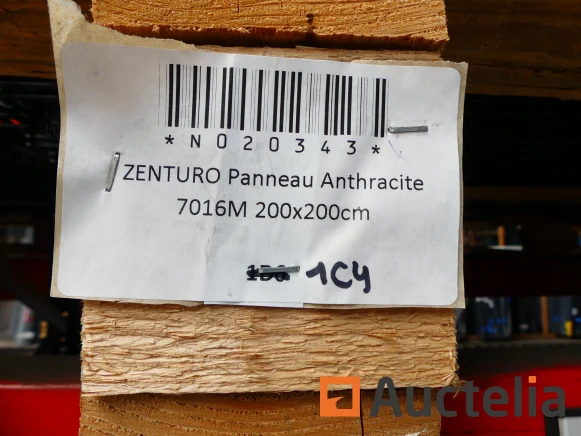 *N020343*
ZENTURO Panneau Anthracite
7016M 200x200cm
1C4
Auctelia